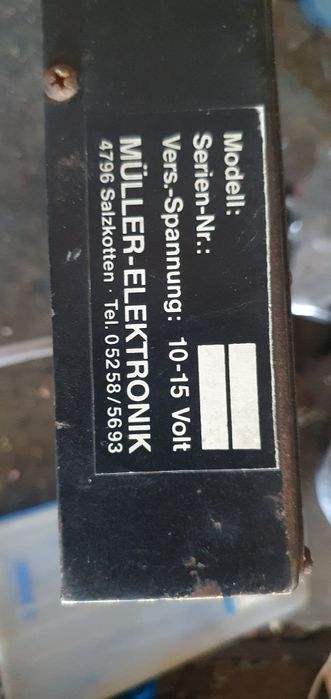 Modell:
Serien-Nr.:
Vers.-Spannung: 10-15 Volt
MÜLLER-ELEKTRONIK
4796 Salzkotten · Tel. 05258/5693